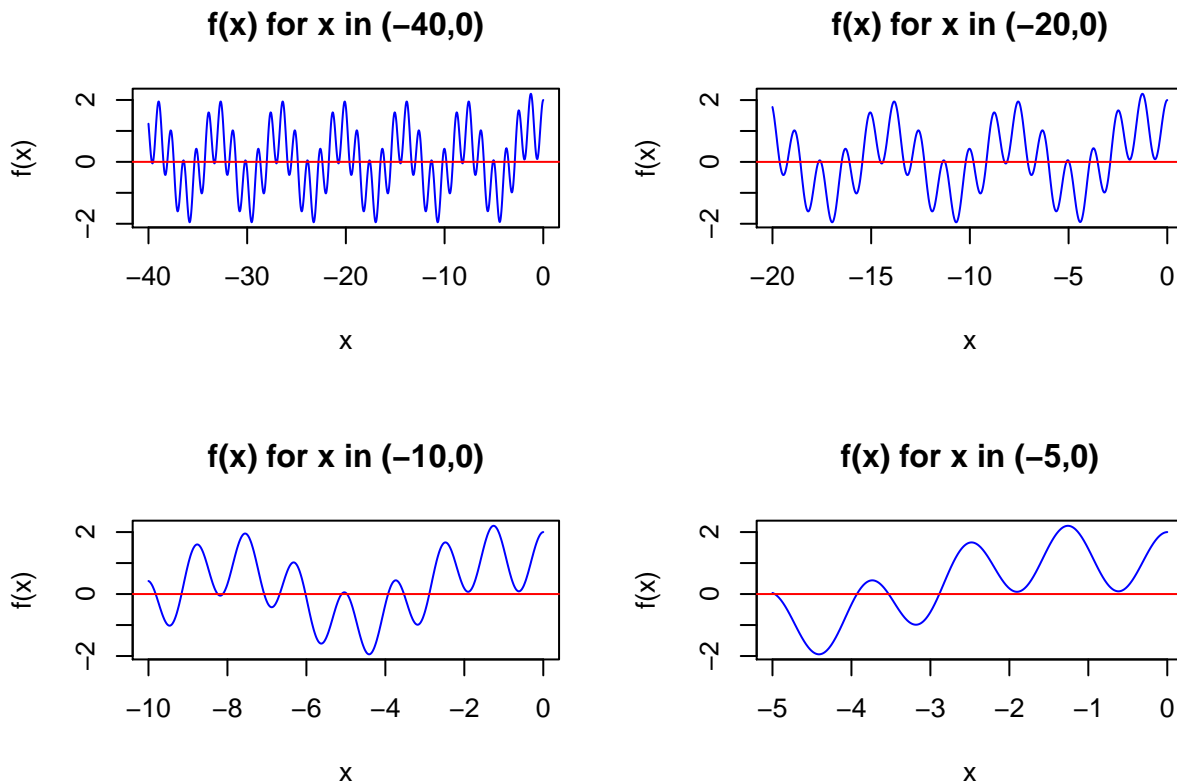 f(x) for x in (−40,0)
f(x)
2
0
−2
−40 −30 −20 −10 0
x
f(x) for x in (−20,0)
f(x)
2
0
−2
−20 −15 −10 −5 0
x
f(x) for x in (−10,0)
f(x)
2
0
−2
−10 −8 −6 −4 −2 0
x
f(x) for x in (−5,0)
f(x)
2
0
−2
−5 −4 −3 −2 −1 0
x